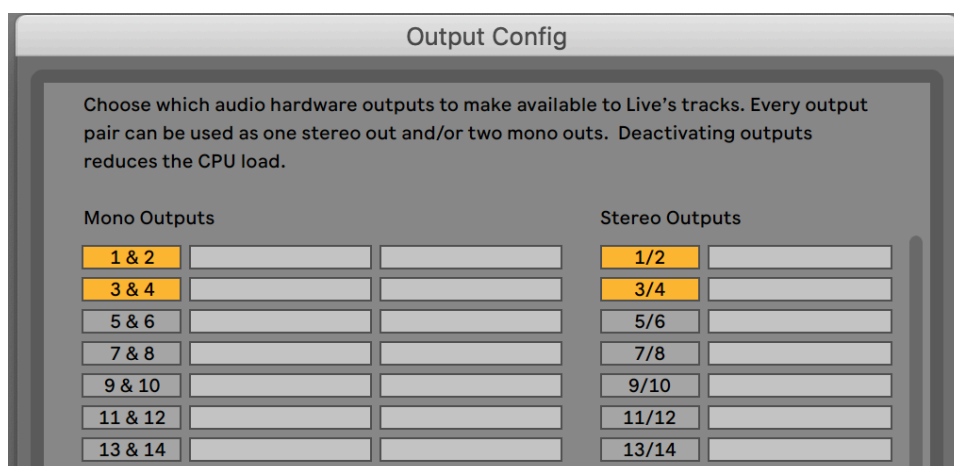 Output Config
Choose which audio hardware outputs to make available to Live's tracks. Every output
pair can be used as one stereo out and/or two mono outs.  Deactivating outputs
reduces the CPU load.
Mono Outputs Stereo Outputs
1 & 2 1/2
3 & 4 3/4
5 & 6 5/6
7 & 8 7/8
9 & 10 9/10
11 & 12 11/12
13 & 14 13/14